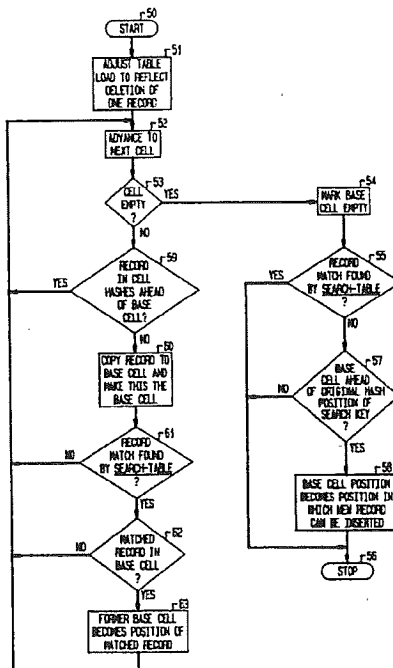 50
START
51
ADJUST TABLE
LOAD TO REFLECT
DELETION OF
ONE RECORD
52
ADVANCE TO
NEXT CELL
53
CELL
EMPTY
?
YES
NO
54
MARK BASE
CELL EMPTY
59
RECORD
IN CELL
HASHES AHEAD OF
BASE
CELL?
YES
NO
55
RECORD
MATCH FOUND
BY SEARCH-TABLE
?
YES
NO
60
COPY RECORD TO
BASE CELL AND
MAKE THIS THE
BASE CELL
57
BASE
CELL AHEAD
OF ORIGINAL HASH
POSITION OF
SEARCH KEY
?
NO
YES
61
RECORD
MATCH FOUND
BY SEARCH-TABLE
?
NO
YES
58
BASE CELL POSITION
BECOMES POSITION IN
WHICH NEW RECORD
CAN BE INSERTED
62
MATCHED
RECORD IN
BASE CELL
?
NO
YES
56
STOP
63
FORMER BASE CELL
BECOMES POSITION OF
MATCHED RECORD